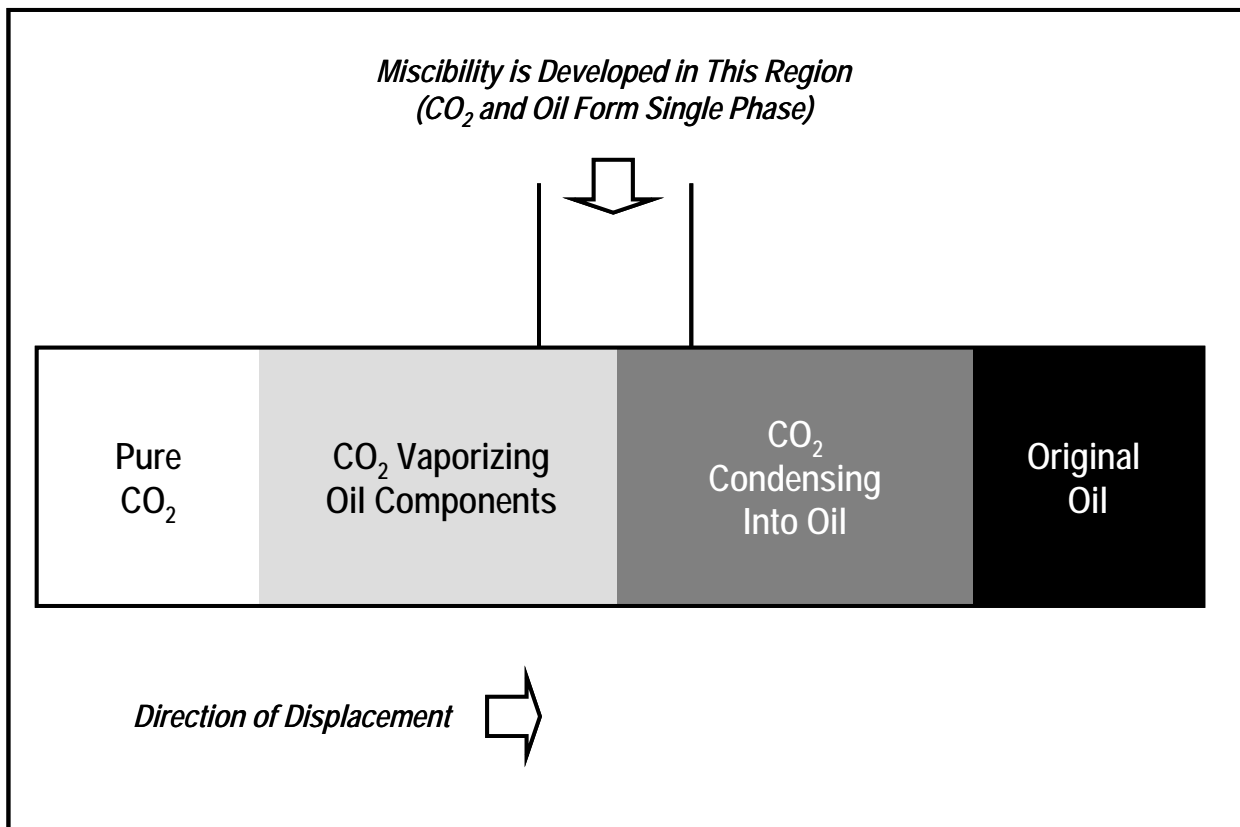 Miscibility is Developed in This Region
(CO₂ and Oil Form Single Phase)
Pure
CO₂
CO₂ Vaporizing
Oil Components
CO₂
Condensing
Into Oil
Original
Oil
Direction of Displacement